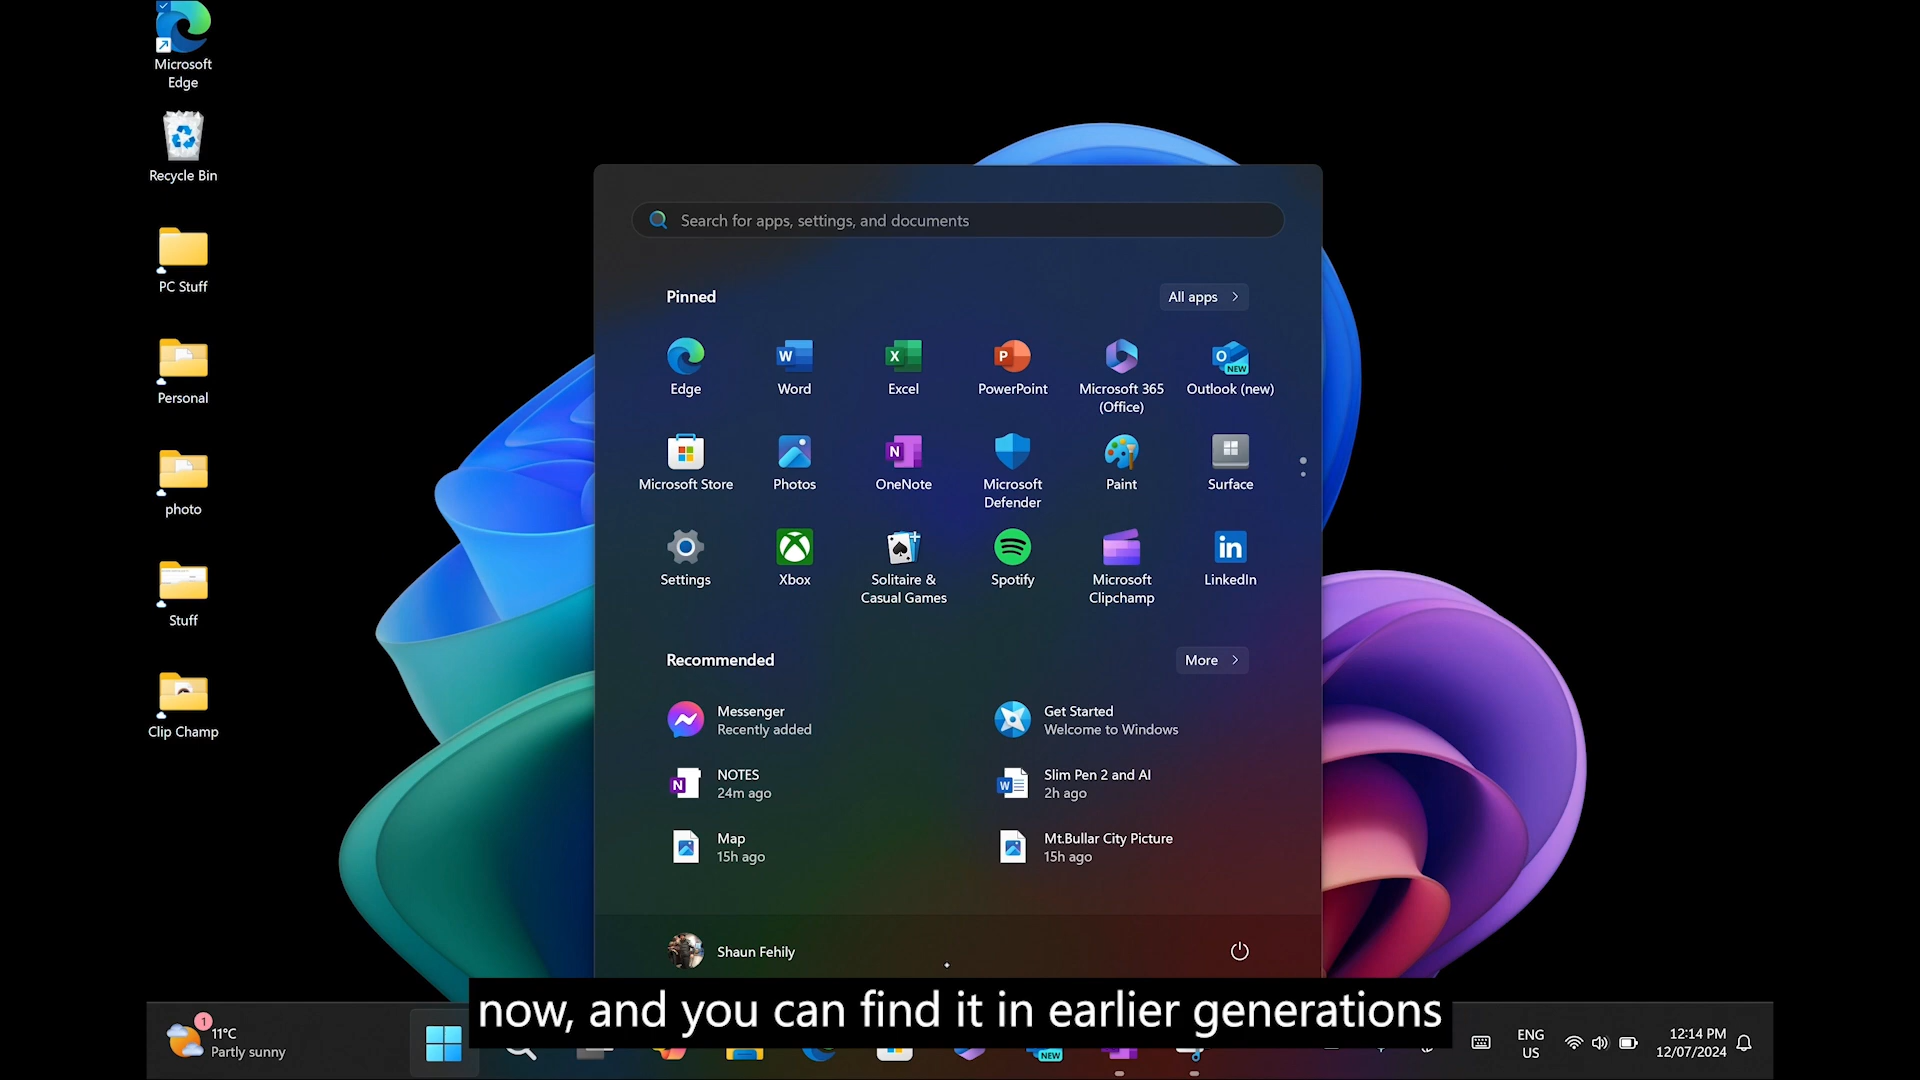 Microsoft
Edge
Recycle Bin
PC Stuff
Personal
photo
Stuff
Clip Champ
Search for apps, settings, and documents
Pinned
All apps
Edge
Word
Excel
PowerPoint
Microsoft 365
(Office)
Outlook (new)
Microsoft Store
Photos
OneNote
Microsoft
Defender
Paint
Surface
Settings
Xbox
Solitaire &
Casual Games
Spotify
Microsoft
Clipchamp
LinkedIn
Recommended
More
Messenger
Recently added
Get Started
Welcome to Windows
NOTES
24m ago
Slim Pen 2 and AI
2h ago
Map
15h ago
Mt.Bullar City Picture
15h ago
Shaun Fehily
now, and you can find it in earlier generations
1
11°C
Partly sunny
NEW
ENG
US
12:14 PM
12/07/2024